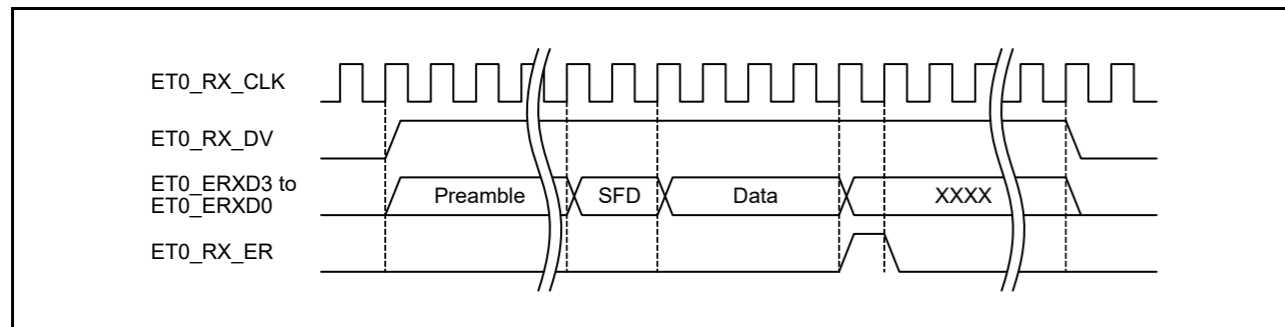 ET0_RX_CLK
ET0_RX_DV
ET0_ERXD3 to
ET0_ERXD0
Preamble
SFD
Data
XXXX
ET0_RX_ER